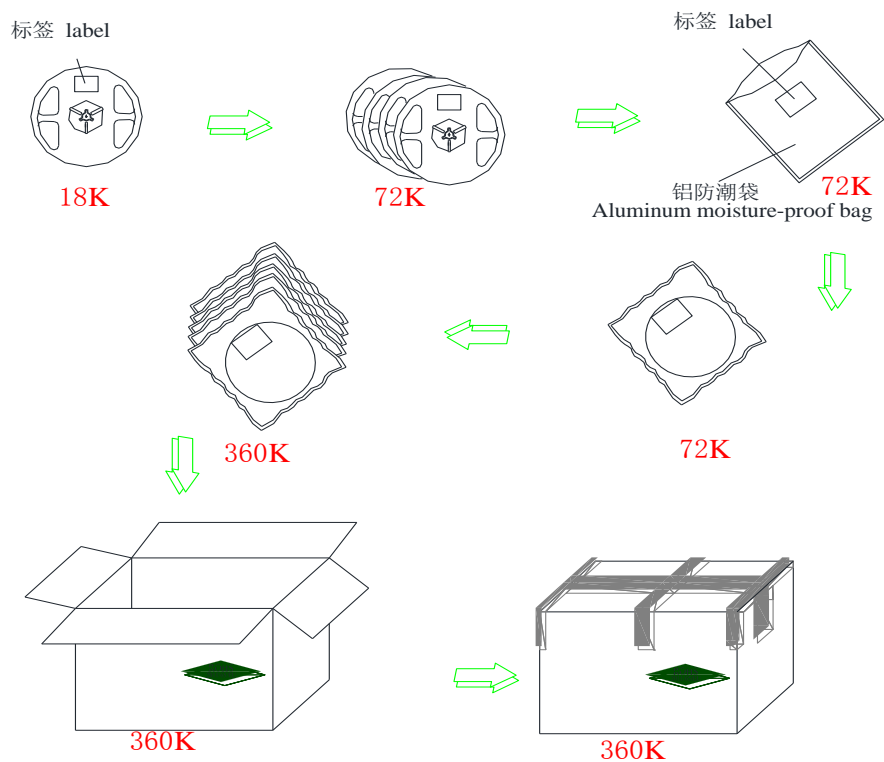 标签 label
标签 label
18K
72K
铝防潮袋
72K
Aluminum moisture-proof bag
360K
72K
360K
360K